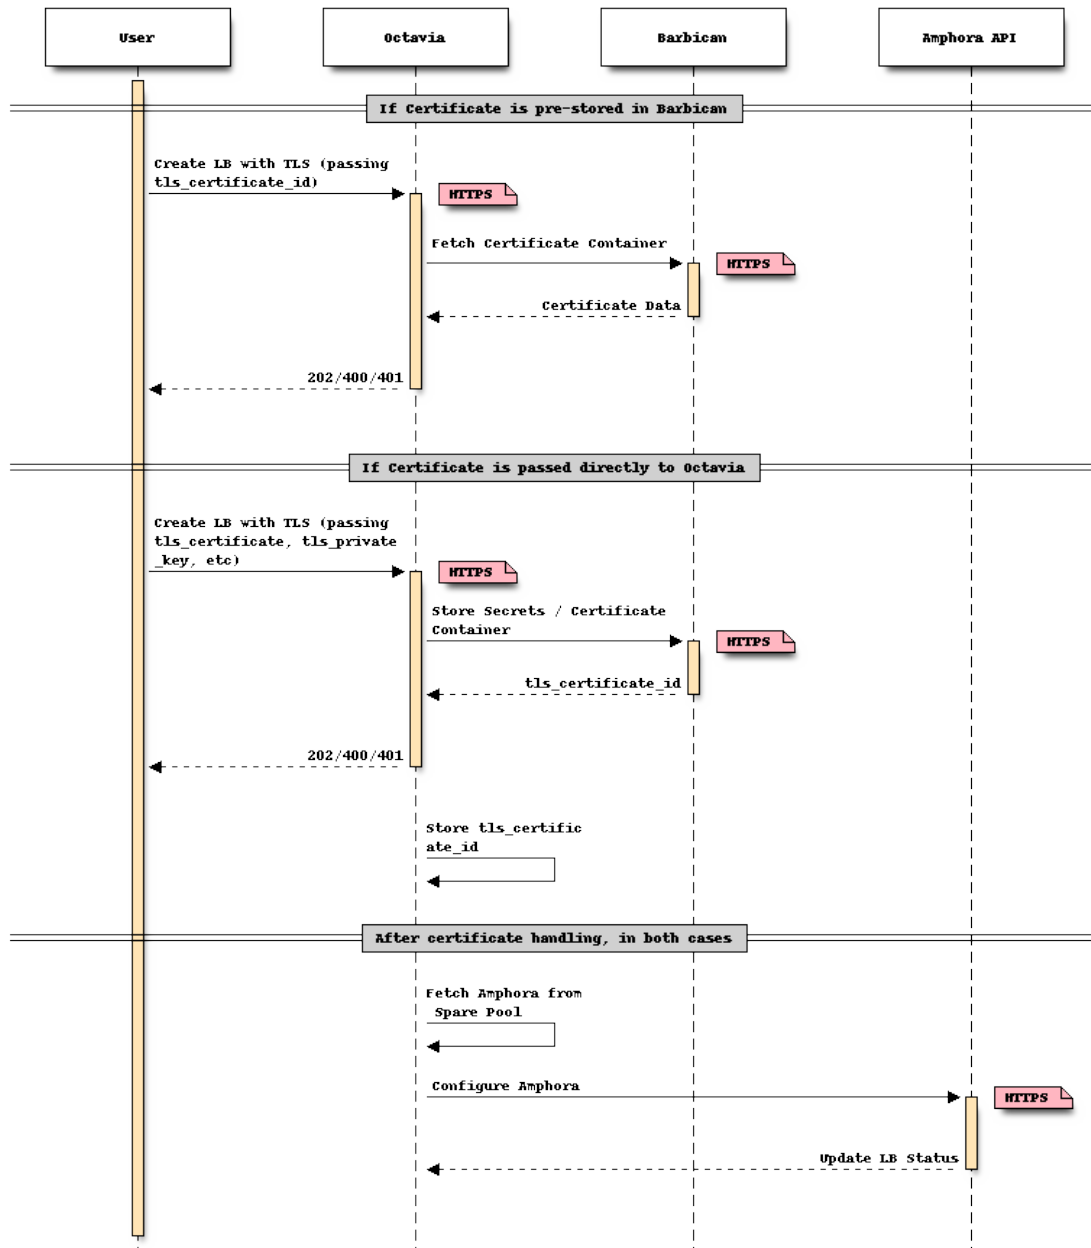 User
Octavia
Barbican
Amphora API
If Certificate is pre-stored in Barbican
Create LB with TLS (passing
tls_certificate_id)
HTTPS
Fetch Certificate Container
HTTPS
Certificate Data
202/400/401
If Certificate is passed directly to Octavia
Create LB with TLS (passing
tls_certificate, tls_private
_key, etc)
HTTPS
Store Secrets / Certificate
Container
HTTPS
tls_certificate_id
202/400/401
Store tls_certific
ate_id
After certificate handling, in both cases
Fetch Amphora from
Spare Pool
Configure Amphora
HTTPS
Update LB Status